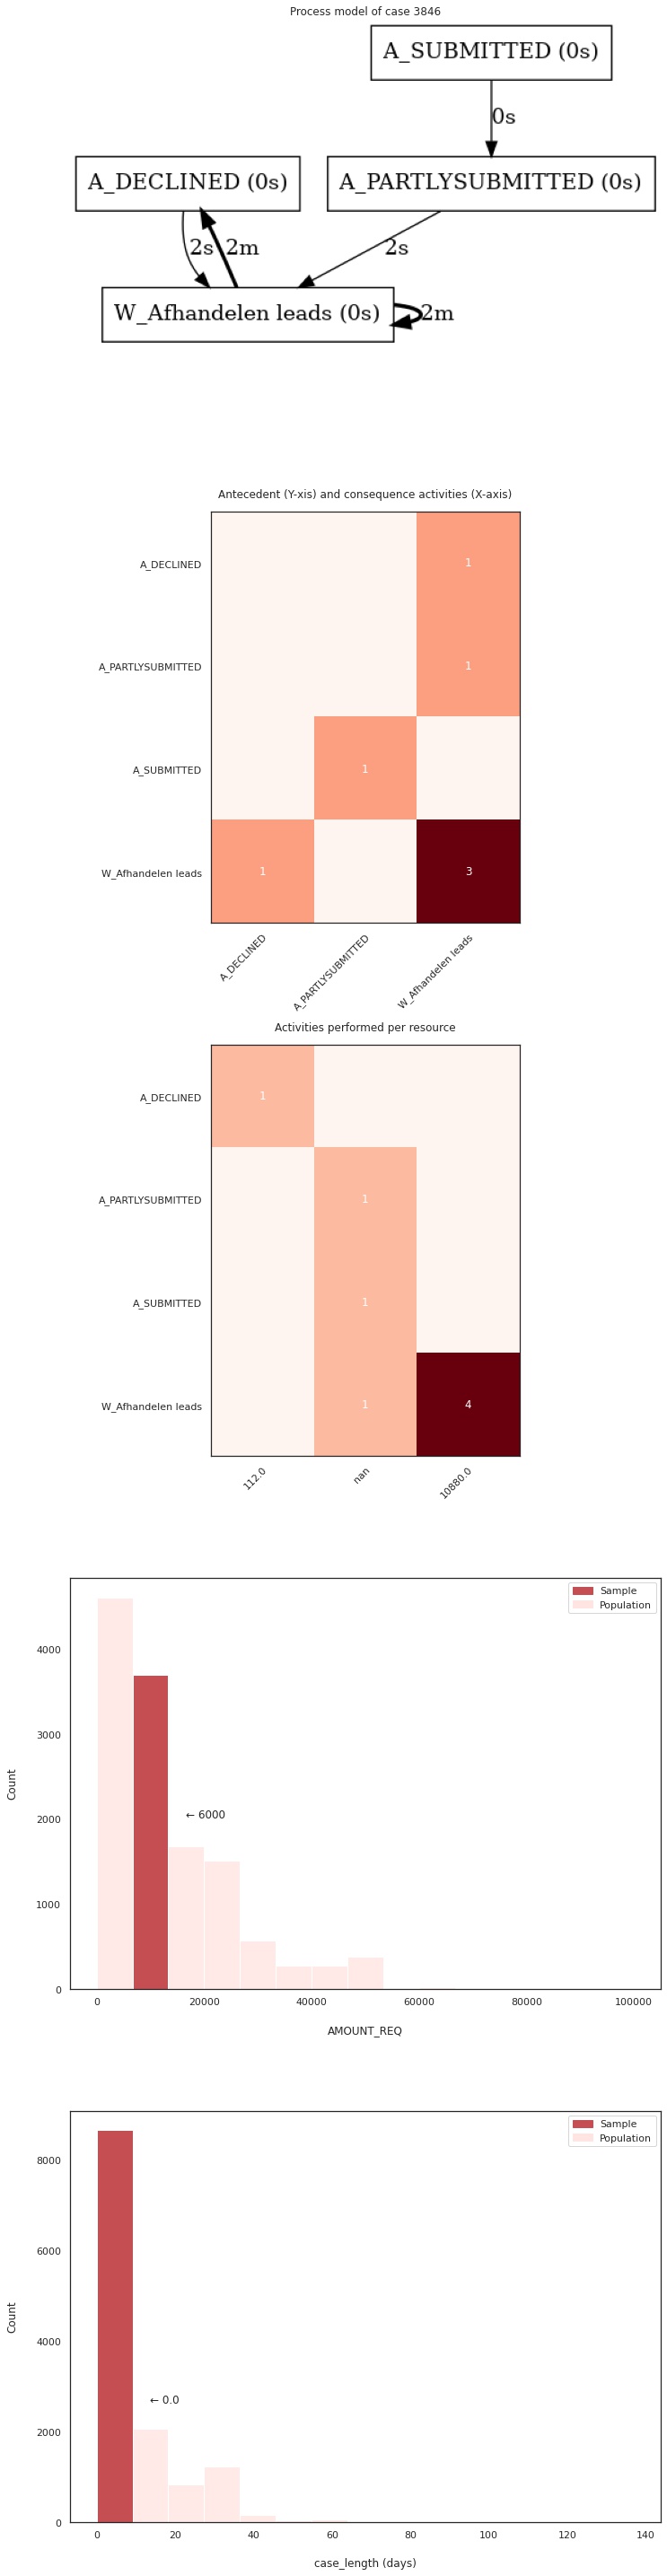 Process model of case 3846
A_SUBMITTED (0s)
0s
A_DECLINED (0s)
A_PARTLYSUBMITTED (0s)
2s
2m
2s
W_Afhandelen leads (0s)
2m
Antecedent (Y-xis) and consequence activities (X-axis)
A_DECLINED
1
A_PARTLYSUBMITTED
1
A_SUBMITTED
1
W_Afhandelen leads
1
3
A_DECLINED
A_PARTLYSUBMITTED
W_Afhandelen leads
Activities performed per resource
A_DECLINED
1
A_PARTLYSUBMITTED
1
A_SUBMITTED
1
W_Afhandelen leads
1
4
112.0
nan
10880.0
Sample
Population
4000
3000
2000
1000
0
Count
← 6000
0
20000
40000
60000
80000
100000
AMOUNT_REQ
Sample
Population
8000
6000
4000
2000
0
Count
← 0.0
0
20
40
60
80
100
120
140
case_length (days)